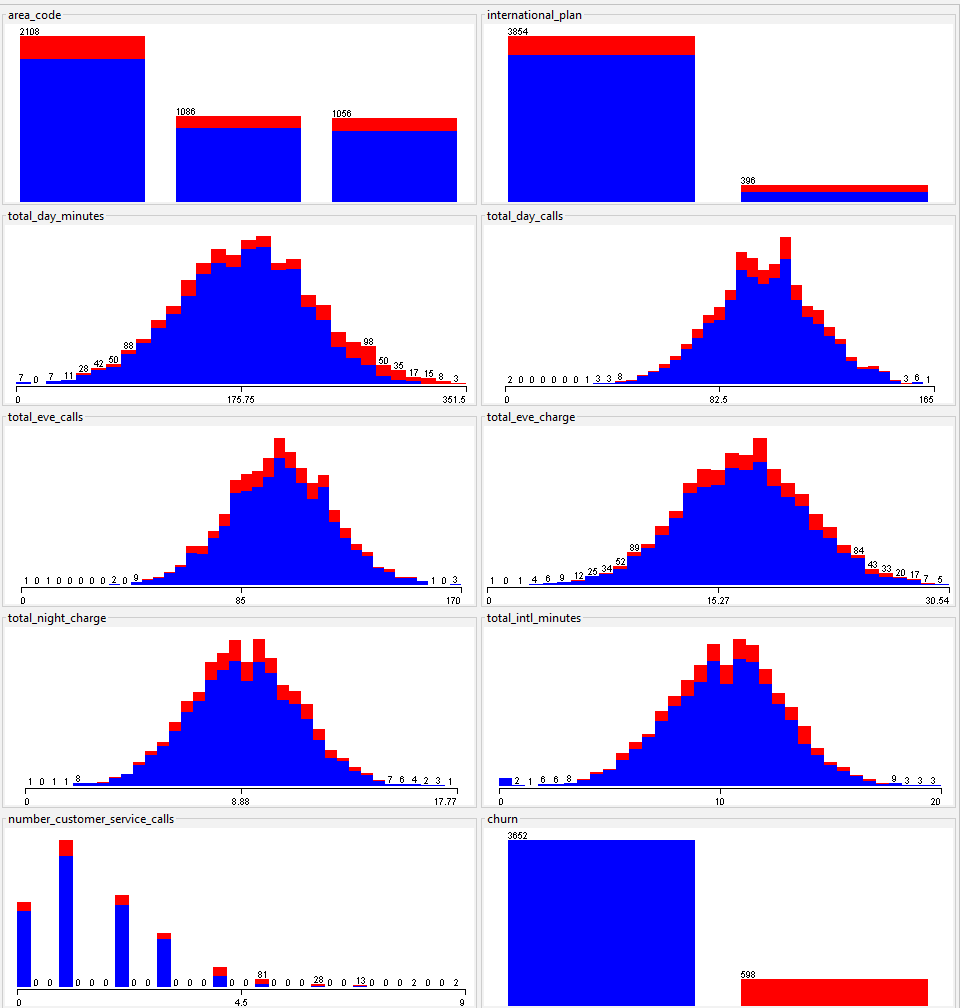 area_code
2108
1086
1056
international_plan
3854
396
total_day_minutes
7 0 7 11 28 42 50 88 98 50 35 17 15 8 3
0 175.75 351.5
total_day_calls
2 0 0 0 0 0 0 1 3 3 8 3 6 1
0 82.5 165
total_eve_calls
1 0 1 0 0 0 0 0 2 0 9 1 0 3
0 85 170
total_eve_charge
1 0 1 4 6 9 12 25 34 52 89 84 43 33 20 17 7 5
0 15.27 30.54
total_night_charge
1 0 1 1 8 7 6 4 2 3 1
0 8.88 17.77
total_intl_minutes
2 1 6 6 8 9 3 3 3
0 10 20
number_customer_service_calls
0 0 0 0 0 0 0 0 0 0 0 81 0 0 0 28 0 0 13 0 0 0 2 0 0 2
0 4.5 9
churn
3652
598